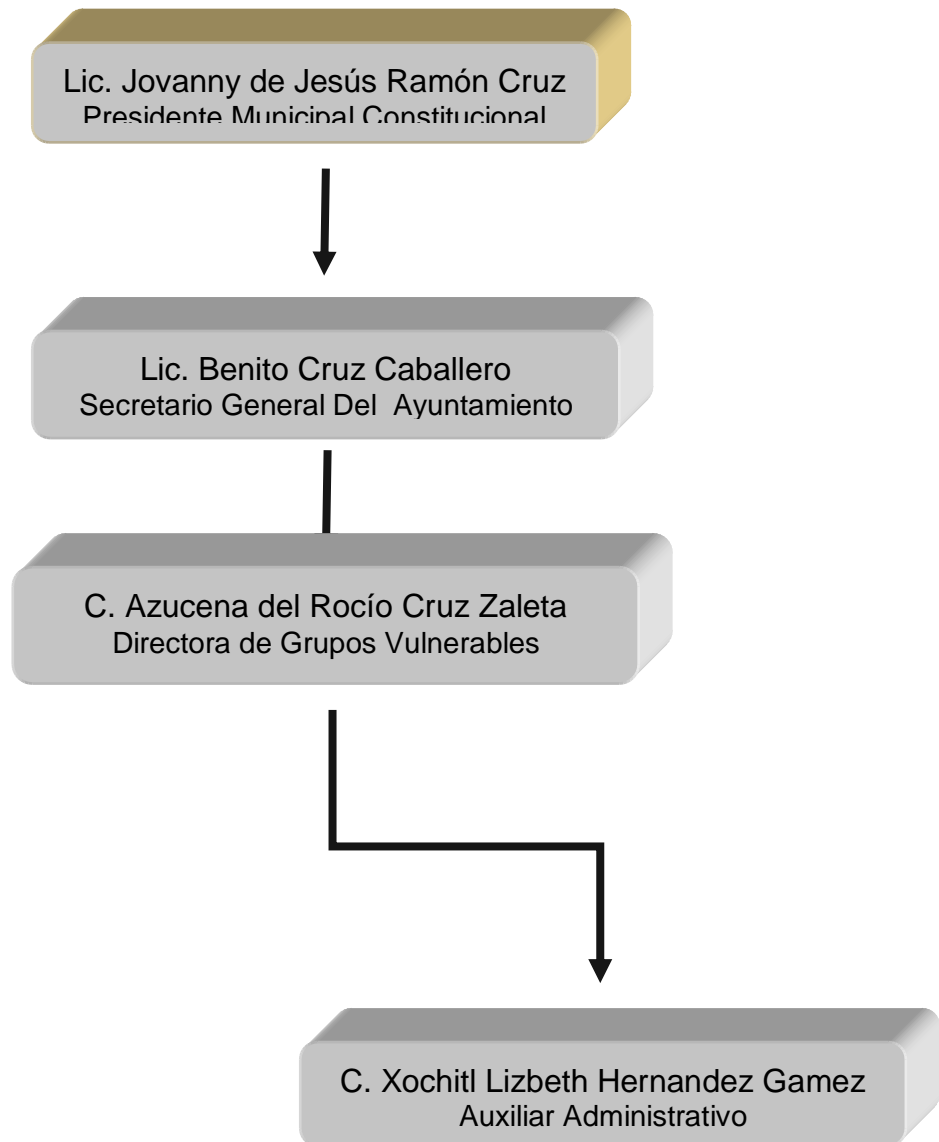 Lic. Jovanny de Jesús Ramón Cruz
Presidente Municipal Constitucional
Lic. Benito Cruz Caballero
Secretario General Del  Ayuntamiento
C. Azucena del Rocío Cruz Zaleta
Directora de Grupos Vulnerables
C. Xochitl Lizbeth Hernandez Gamez
Auxiliar Administrativo